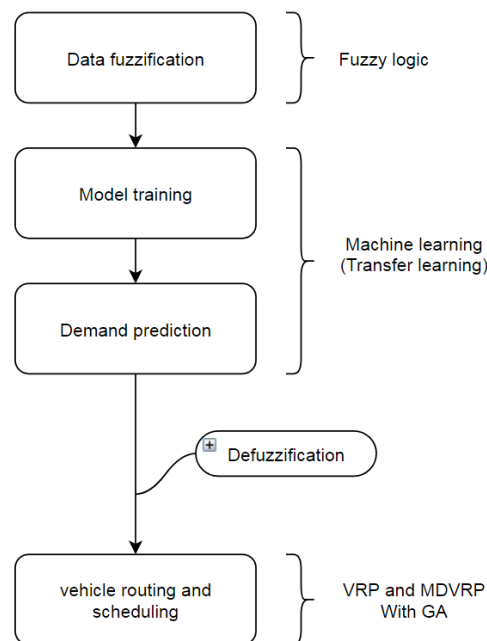 Data fuzzification
Fuzzy logic
Model training
Machine learning
(Transfer learning)
Demand prediction
Defuzzification
vehicle routing and
scheduling
VRP and MDVRP
With GA